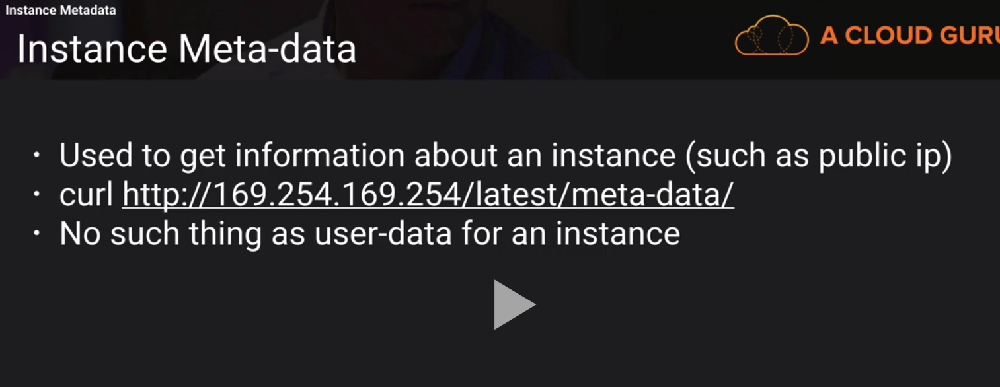 Instance Metadata
Instance Meta-data
A CLOUD GURU
• Used to get information about an instance (such as public ip)
• curl http://169.254.169.254/latest/meta-data/
• No such thing as user-data for an instance